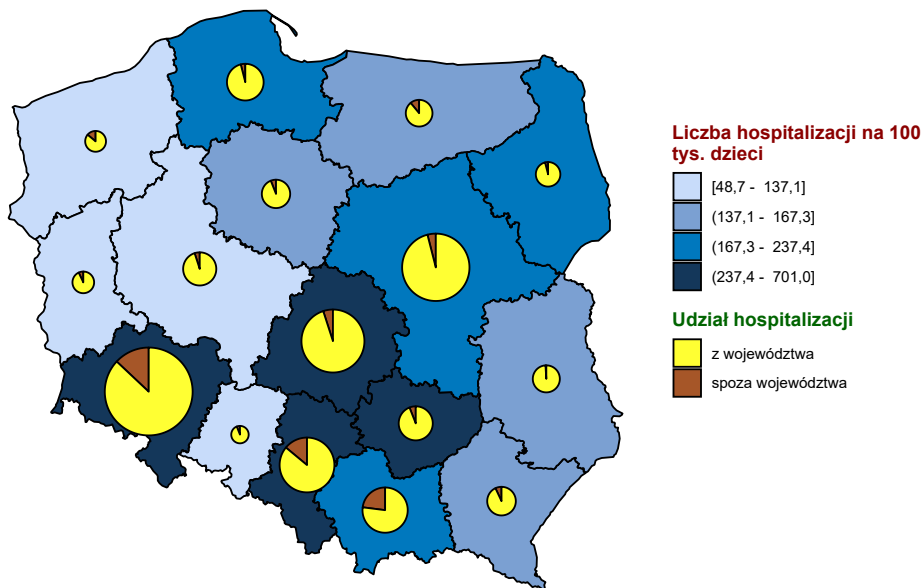 Liczba hospitalizacji na 100
tys. dzieci
[48,7 - 137,1]
(137,1 - 167,3]
(167,3 - 237,4]
(237,4 - 701,0]
Udział hospitalizacji
z województwa
spoza województwa